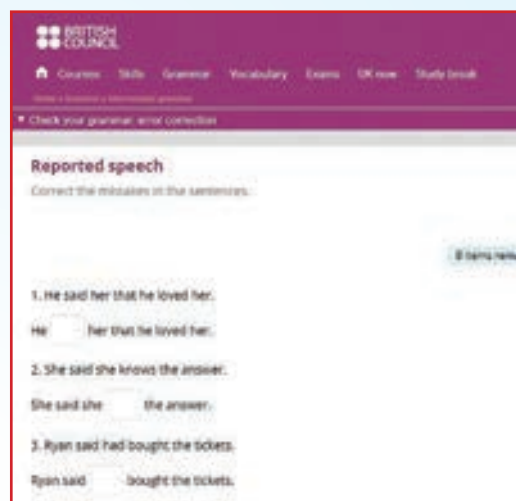 BRITISH
COUNCIL
Courses Skills Grammar Vocabulary Exams UK now Study break
Check your grammar: error correction
Reported speech
Correct the mistakes in the sentences.
8 items
1. He said her that he loved her.
He her that he loved her.
2. She said she knows the answer.
She said she the answer.
3. Ryan said had bought the tickets.
Ryan said bought the tickets.